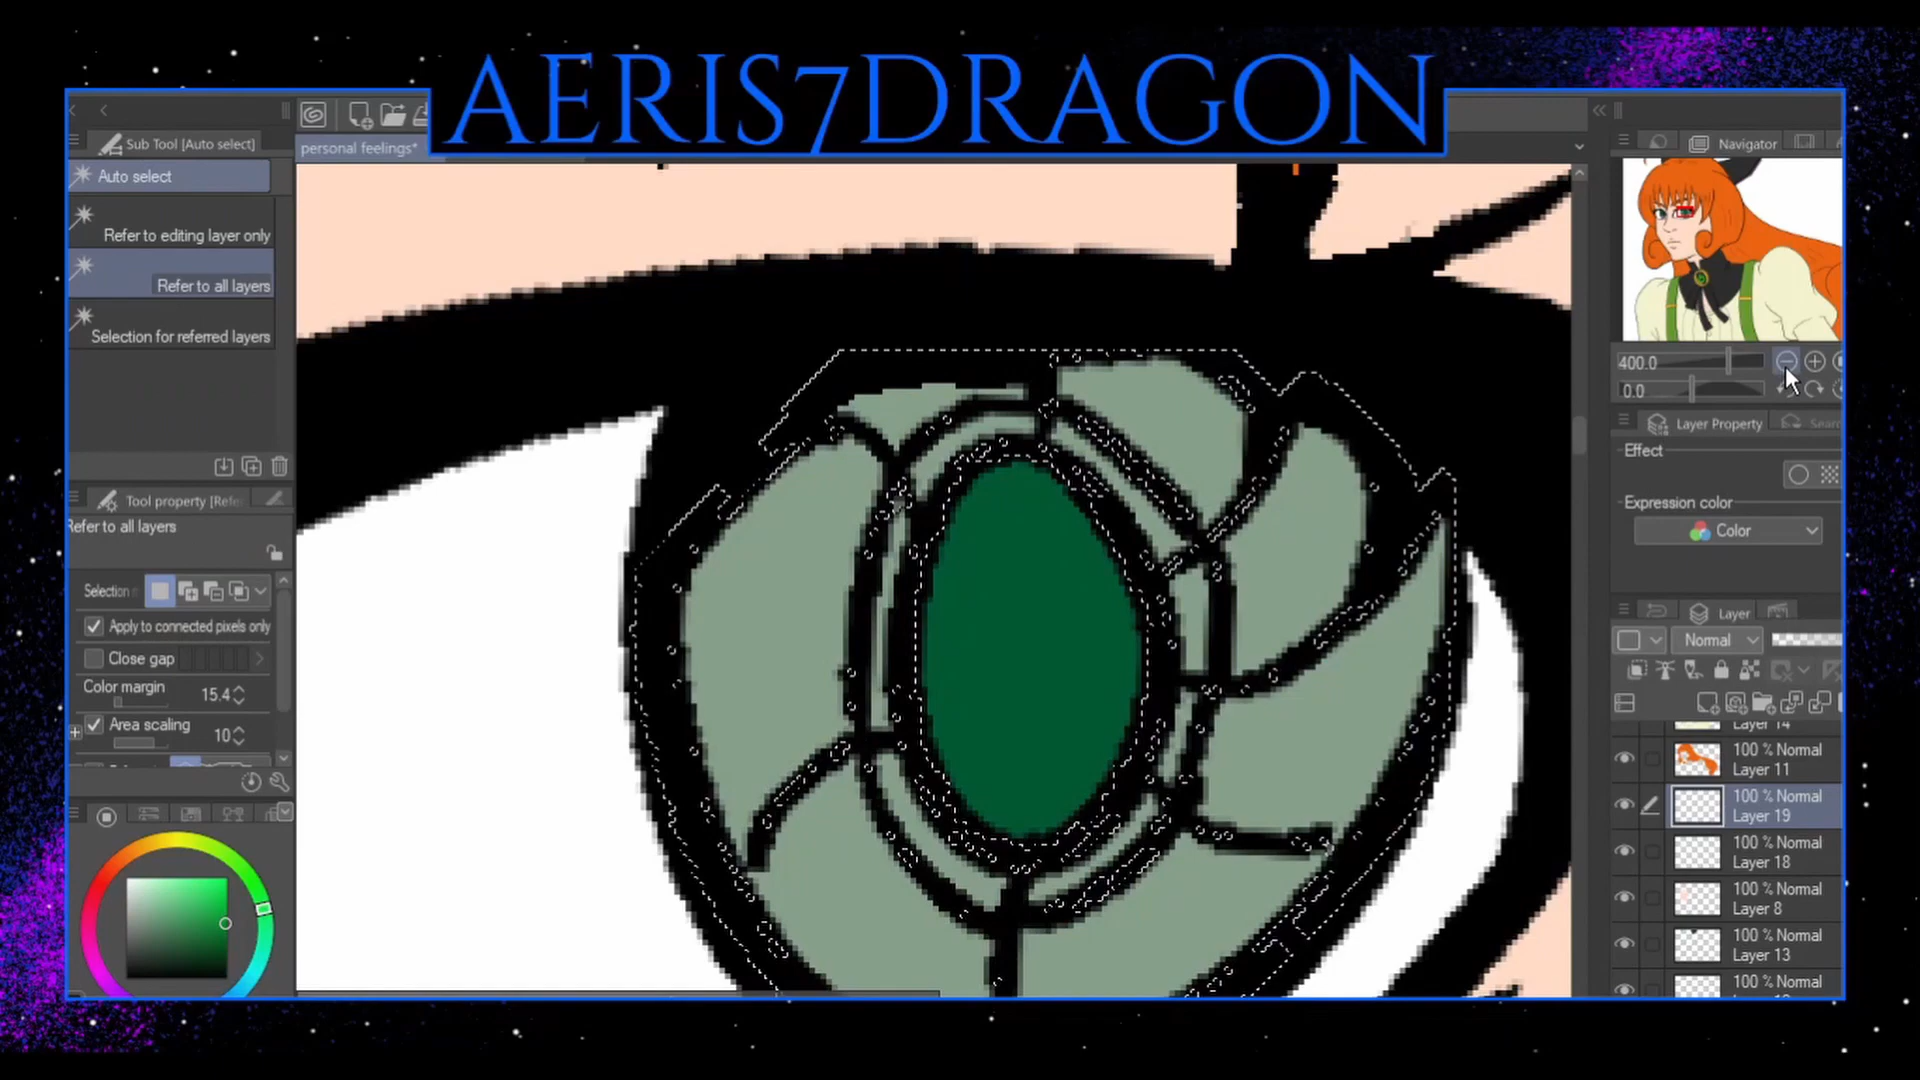 AERIS7DRAGON
Sub Tool [Auto select]
personal feelings*
Auto select
Refer to editing layer only
Refer to all layers
Selection for referred layers
Tool property [Refe
Refer to all layers
Selection
Apply to connected pixels only
Close gap
Color margin
15.4
Area scaling
10
Navigator
400.0
0.0
Layer Property
Searc
Effect
Expression color
Color
Layer
Normal
Layer 14
100 % Normal
Layer 11
100 % Normal
Layer 19
100 % Normal
Layer 18
100 % Normal
Layer 8
100 % Normal
Layer 13
100 % Normal